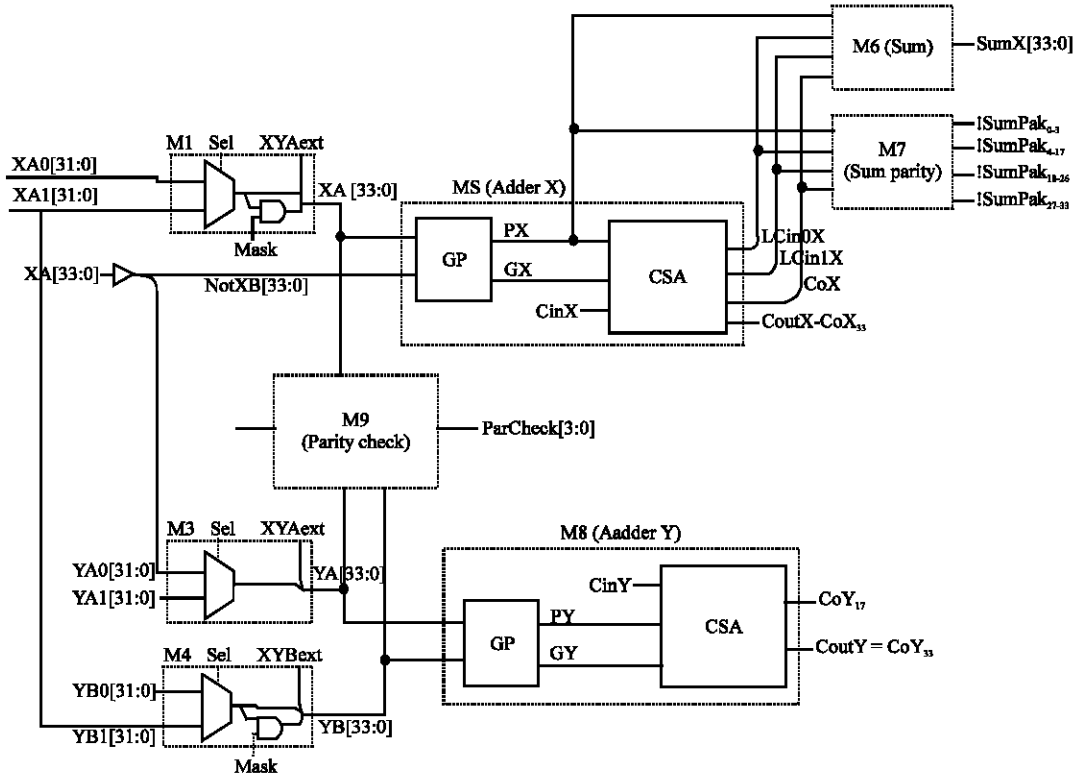 M6 (Sum)
SumX[33:0]
M1
Sel
XYAext
XA0[31:0]
XA1[31:0]
XA [33:0]
Mask
MS (Adder X)
M7
(Sum parity)
!SumPak0-3
!SumPak4-17
!SumPak18-26
!SumPak27-33
GP
PX
GX
CSA
LCin0X
LCin1X
CoX
XA[33:0]
NotXB[33:0]
CinX
CoutX-CoX33
M9
(Parity check)
ParCheck[3:0]
M3
Sel
XYAext
M8 (Aadder Y)
YA0[31:0]
YA1[31:0]
YA[33:0]
CinY
CSA
CoY17
GP
PY
GY
CoutY = CoY33
M4
Sel
XYBext
YB0[31:0]
YB1[31:0]
YB[33:0]
Mask